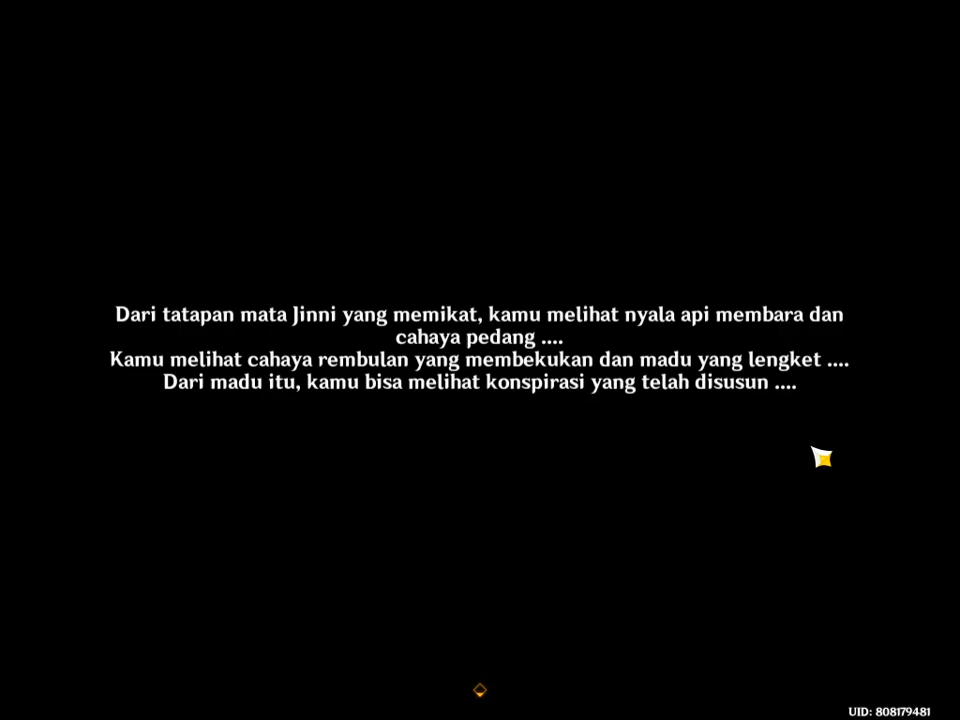 Dari tatapan mata Jinni yang memikat, kamu melihat nyala api membara dan
cahaya pedang ....
Kamu melihat cahaya rembulan yang membekukan dan madu yang lengket ....
Dari madu itu, kamu bisa melihat konspirasi yang telah disusun ....
UID: 808179481